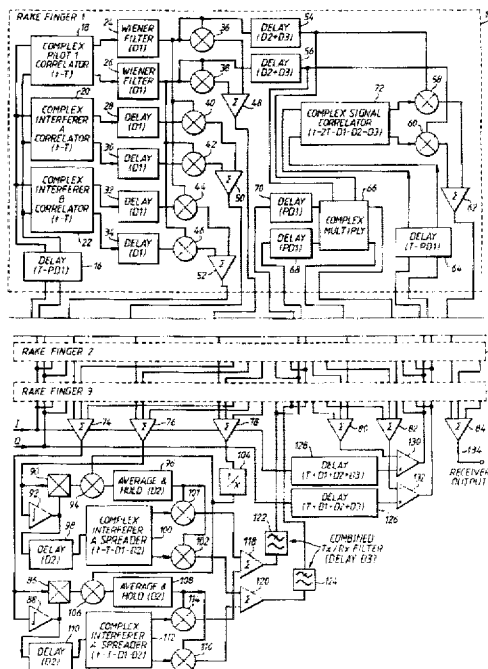 RAKE FINGER 1
18
COMPLEX
PILOT 1
CORRELATOR
(t-T)
24
WIENER
FILTER
(D1)
36
54
DELAY
(D2+D3)
26
WIENER
FILTER
(D1)
38
56
DELAY
(D2+D3)
58
20
COMPLEX
INTERFERER
A
CORRELATOR
(t-T)
28
DELAY
(D1)
40
Σ
48
72
COMPLEX SIGNAL
CORRELATOR
(t-2T-D1-D2-D3)
60
30
DELAY
(D1)
42
Σ
50
COMPLEX
INTERFERER
B
CORRELATOR
(t-T)
22
32
DELAY
(D1)
44
70
DELAY
(PD1)
66
COMPLEX
MULTIPLY
Σ
62
34
DELAY
(D1)
46
DELAY
(PD1)
68
DELAY
(T-PD1)
64
DELAY
(T-PD1)
16
52
Σ
RAKE FINGER 2
RAKE FINGER 9
I
Q
Σ
74
Σ
76
Σ
78
Σ
80
Σ
82
Σ
84
104
1/X
128
DELAY
(T+D1+D2+D3)
130
134
RECEIVER
OUTPUT
DELAY
(T+D1+D2+D3)
126
132
90
92
94
96
AVERAGE &
HOLD (D2)
101
98
DELAY
(D2)
COMPLEX
INTERFERER
A
SPREADER
(t-T-D1-D2)
100
102
122
118
Σ
COMBINED
Tx/Rx FILTER
(DELAY D3)
Σ
120
124
86
88
106
AVERAGE &
HOLD (D2)
108
114
110
DELAY
(D2)
COMPLEX
INTERFERER
A
SPREADER
(t-T-D1-D2)
112
116